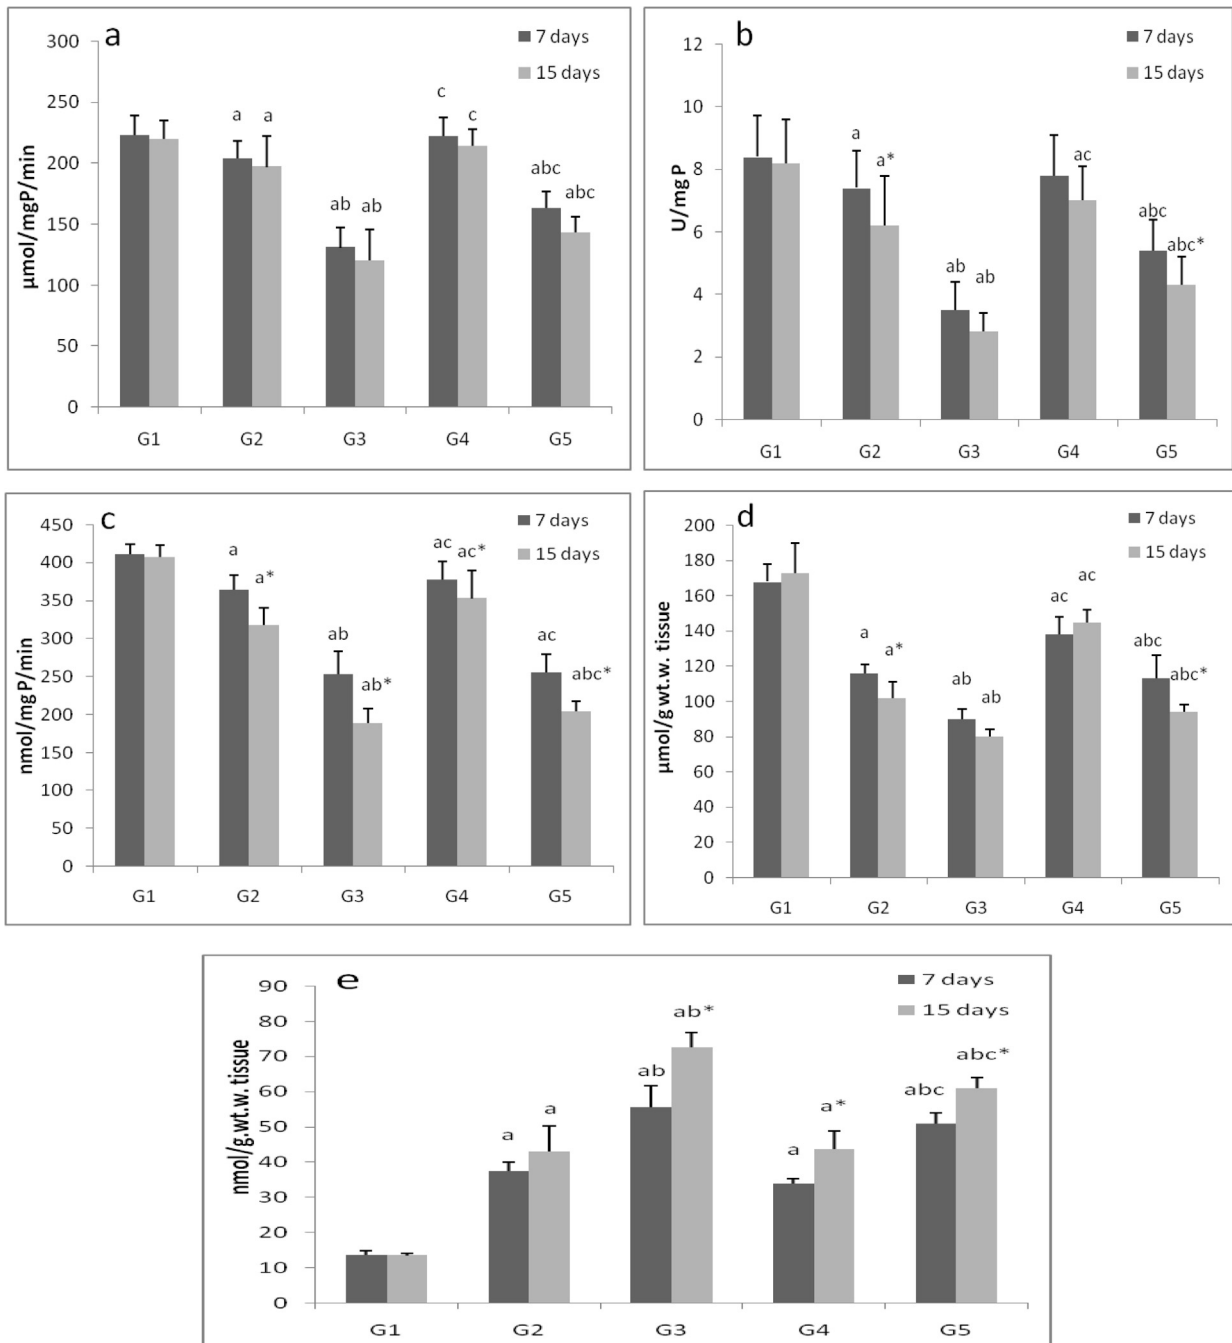 a
7 days
15 days
300
250
200
150
100
50
0
µmol/mgP/min
a a
ab ab
c c
abc abc
G1 G2 G3 G4 G5
b
7 days
15 days
12
10
8
6
4
2
0
U/mg P
a a*
ab ab
ac
abc abc*
G1 G2 G3 G4 G5
c
7 days
15 days
450
400
350
300
250
200
150
100
50
0
nmol/mg P/min
a a*
ab ab*
ac ac*
ac abc*
G1 G2 G3 G4 G5
d
7 days
15 days
200
180
160
140
120
100
80
60
40
20
0
µmol/g wt.w. tissue
a a*
ab ab
ac ac
abc abc*
G1 G2 G3 G4 G5
e
7 days
15 days
90
80
70
60
50
40
30
20
10
0
nmol/g.wt.w. tissue
a a
ab ab*
a a*
abc abc*
G1 G2 G3 G4 G5